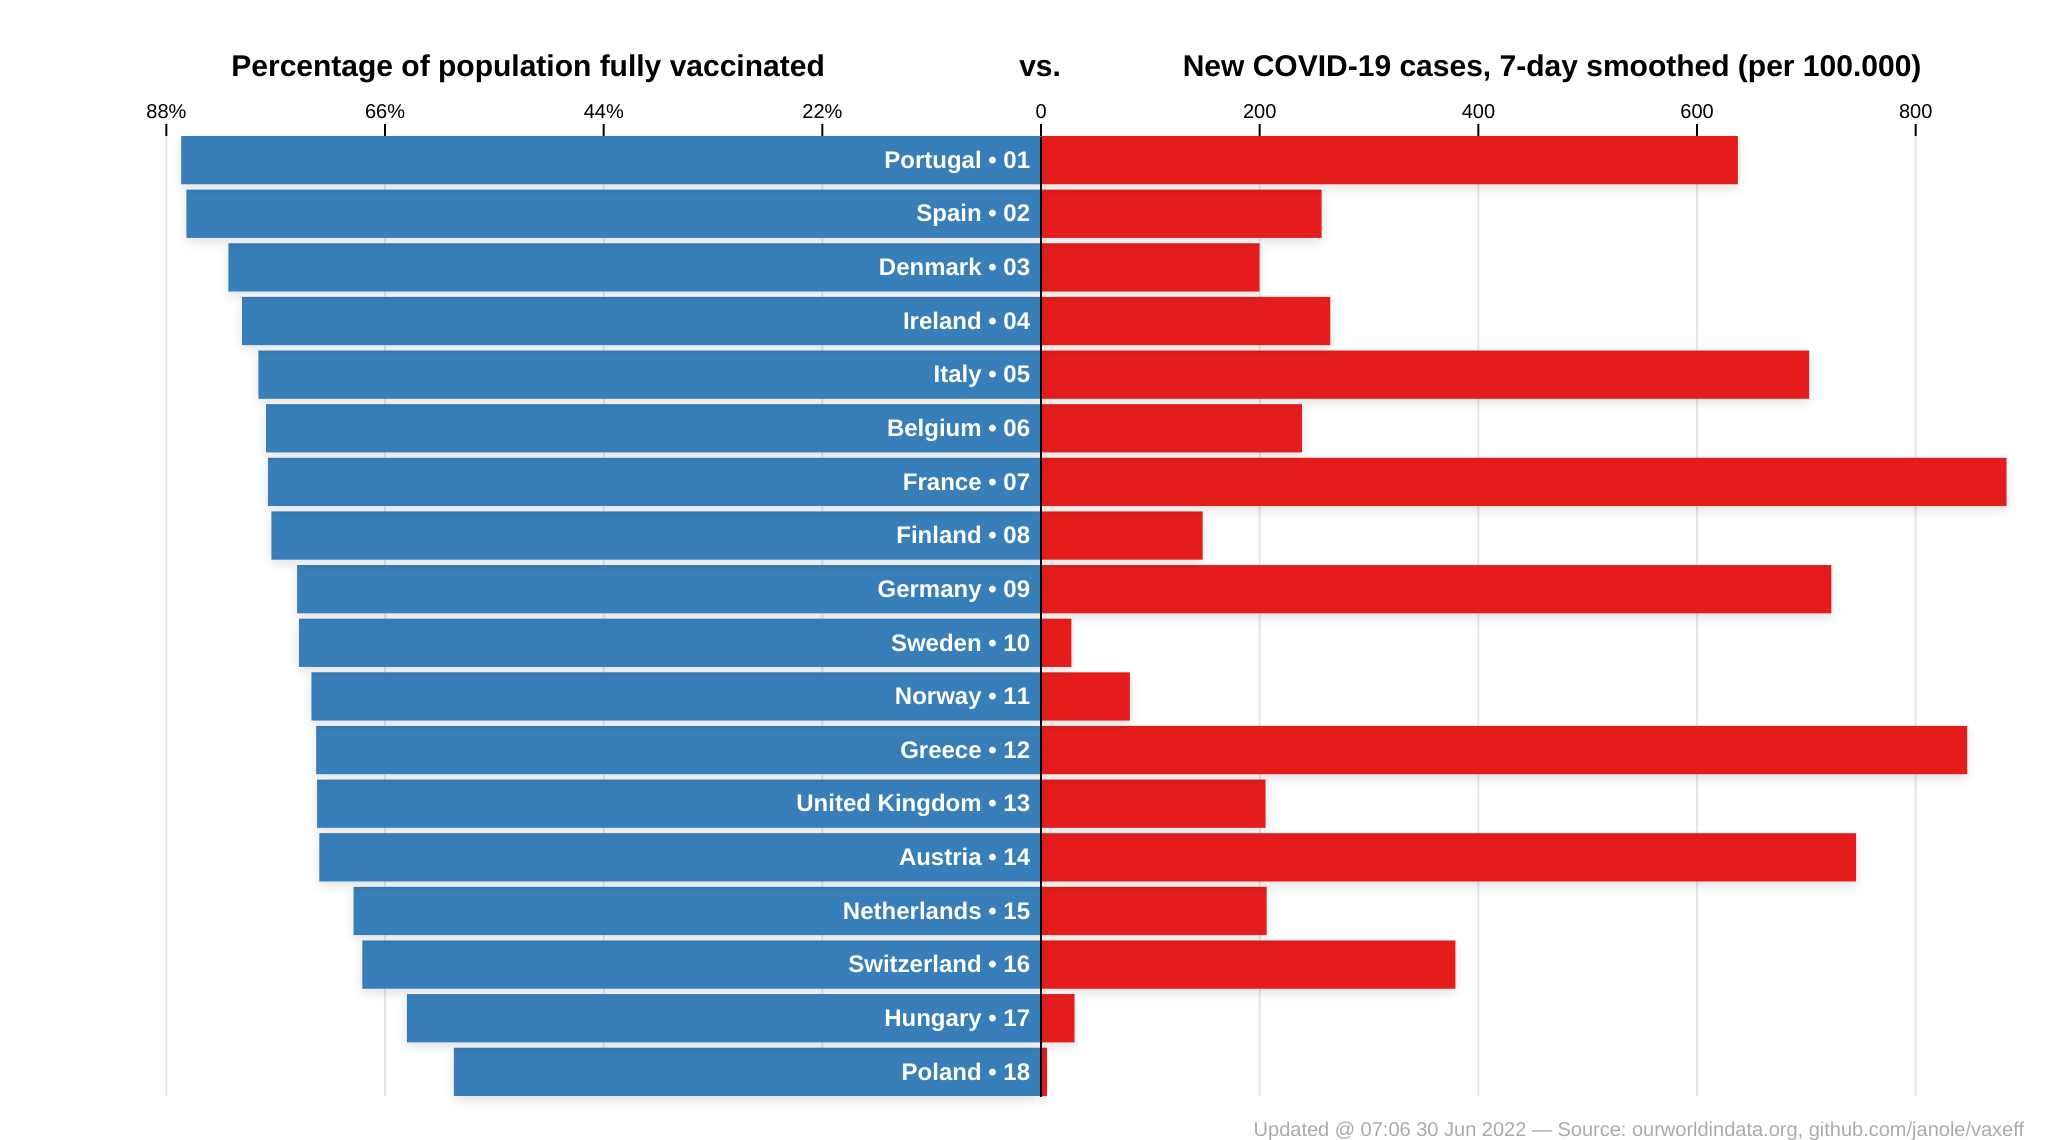 Percentage of population fully vaccinated vs. New COVID-19 cases, 7-day smoothed (per 100.000)
88% 66% 44% 22% 0 200 400 600 800
Portugal • 01
Spain • 02
Denmark • 03
Ireland • 04
Italy • 05
Belgium • 06
France • 07
Finland • 08
Germany • 09
Sweden • 10
Norway • 11
Greece • 12
United Kingdom • 13
Austria • 14
Netherlands • 15
Switzerland • 16
Hungary • 17
Poland • 18
Updated @ 07:06 30 Jun 2022 — Source: ourworldindata.org, github.com/janole/vaxeff